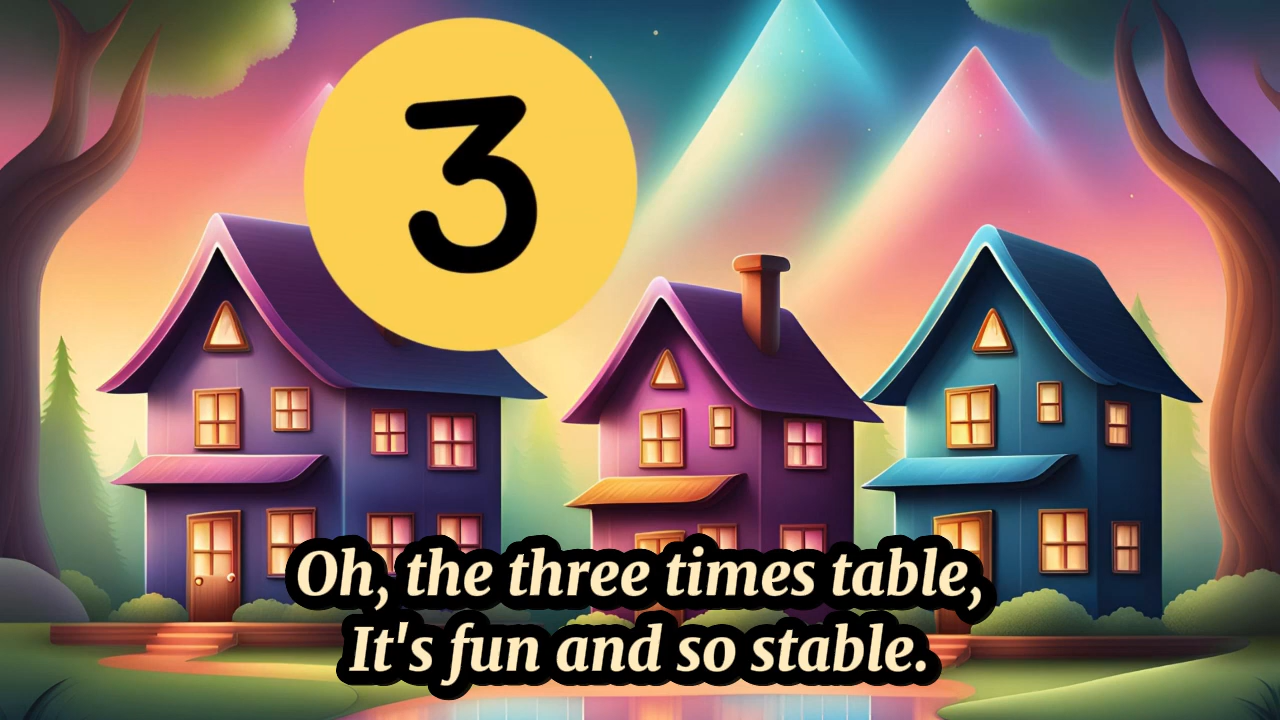 3
Oh, the three times table,
It's fun and so stable.